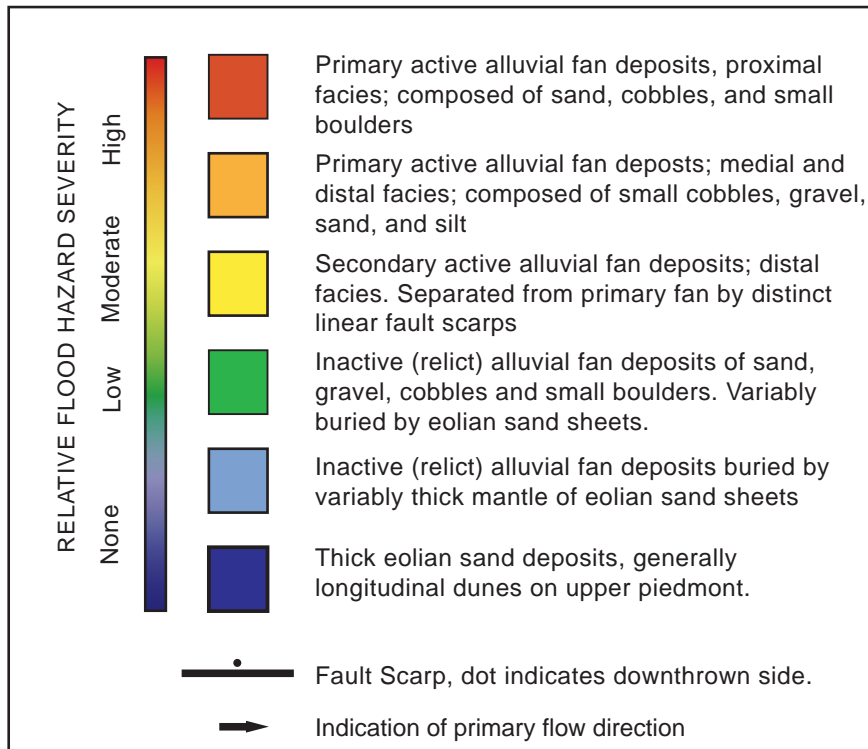 RELATIVE FLOOD HAZARD SEVERITY
High
Moderate
Low
None
Primary active alluvial fan deposits, proximal
facies; composed of sand, cobbles, and small
boulders
Primary active alluvial fan deposts; medial and
distal facies; composed of small cobbles, gravel,
sand, and silt
Secondary active alluvial fan deposits; distal
facies. Separated from primary fan by distinct
linear fault scarps
Inactive (relict) alluvial fan deposits of sand,
gravel, cobbles and small boulders. Variably
buried by eolian sand sheets.
Inactive (relict) alluvial fan deposits buried by
variably thick mantle of eolian sand sheets
Thick eolian sand deposits, generally
longitudinal dunes on upper piedmont.
Fault Scarp, dot indicates downthrown side.
Indication of primary flow direction